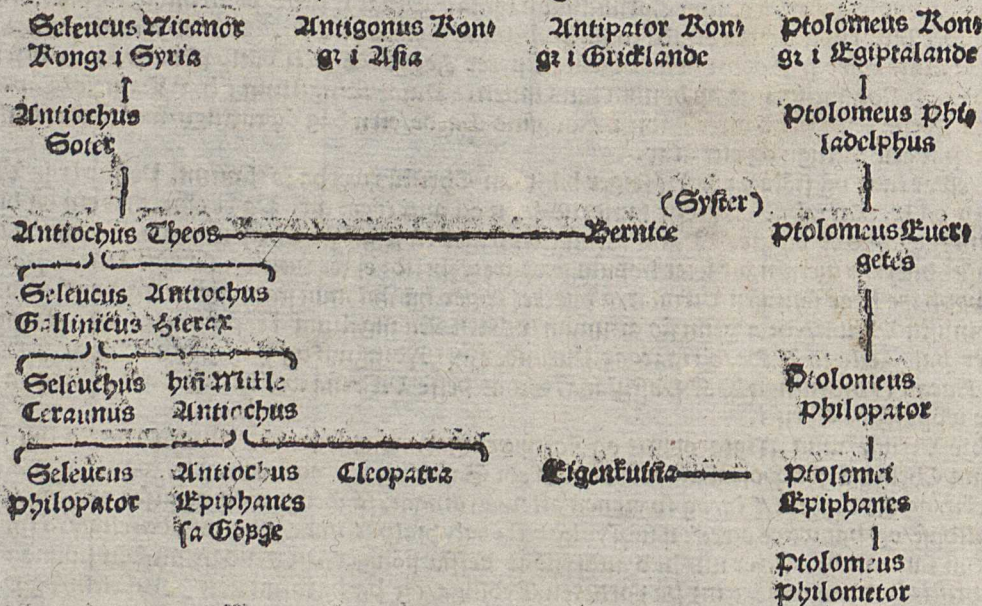 Seleucus Nicanor
Kongr i Syria
Antigonus Kon⸗
gr i Asia
Antipator Kon⸗
gr i Gricklande
Ptolomeus Kon⸗
gr i Egiptalande
Antiochus
Soter
Ptolomeus Phi⸗
ladelphus
(Syster)
Antiochus Theos
Bernice
Ptolomeus Euer⸗
getes
Seleucus
Gallinicus
Antiochus
Hierax
Seleuchus
Ceraunus
hin̄ Mikle
Antiochus
Ptolomeus
Philopator
Seleucus
Philopator
Antiochus
Epiphanes
sa Göfge
Cleopatra
Eigenkuinna
Ptolomei
Epiphanes
Ptolomeus
Philometor